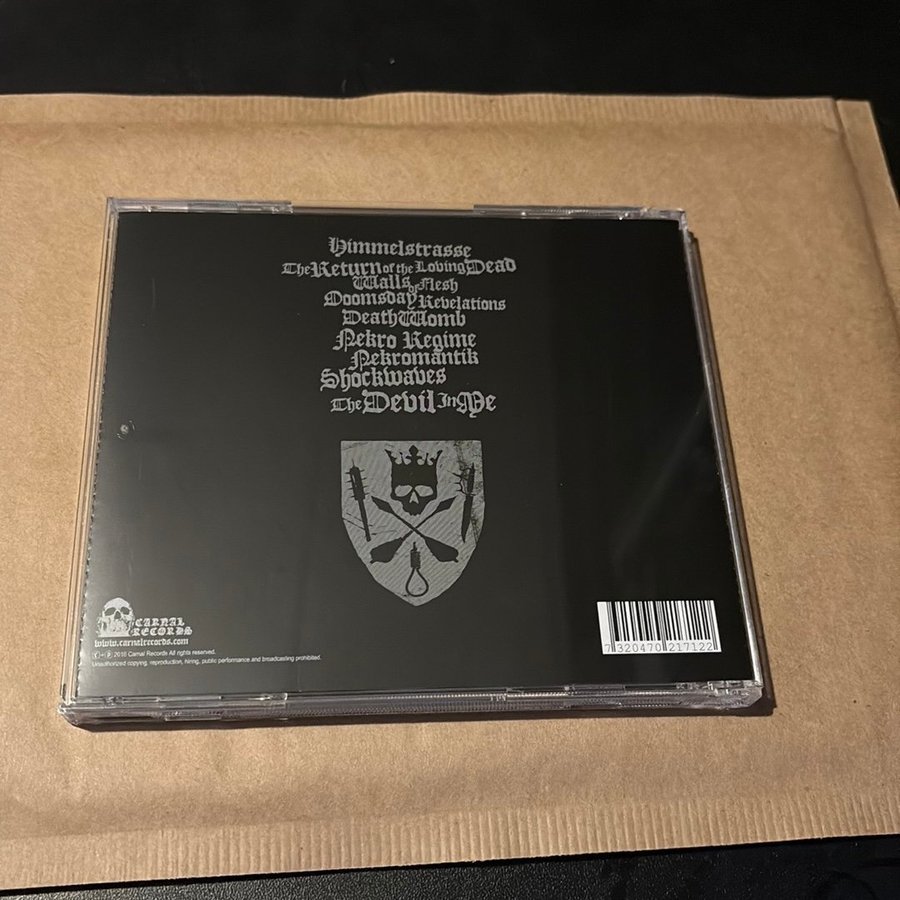 Himmelstrasse
The Return of the Loving Dead
Walls of Flesh
Doomsday Revelations
Death Womb
Nekro Regime
Nekromantik
Shockwaves
The Devil In Me
CARNAL
RECORDS
www.carnalrecords.com
C + P 2016 Carnal Records All rights reserved.
Unauthorized copying, reproduction, hiring, public performance and broadcasting prohibited.
7 320470 217122